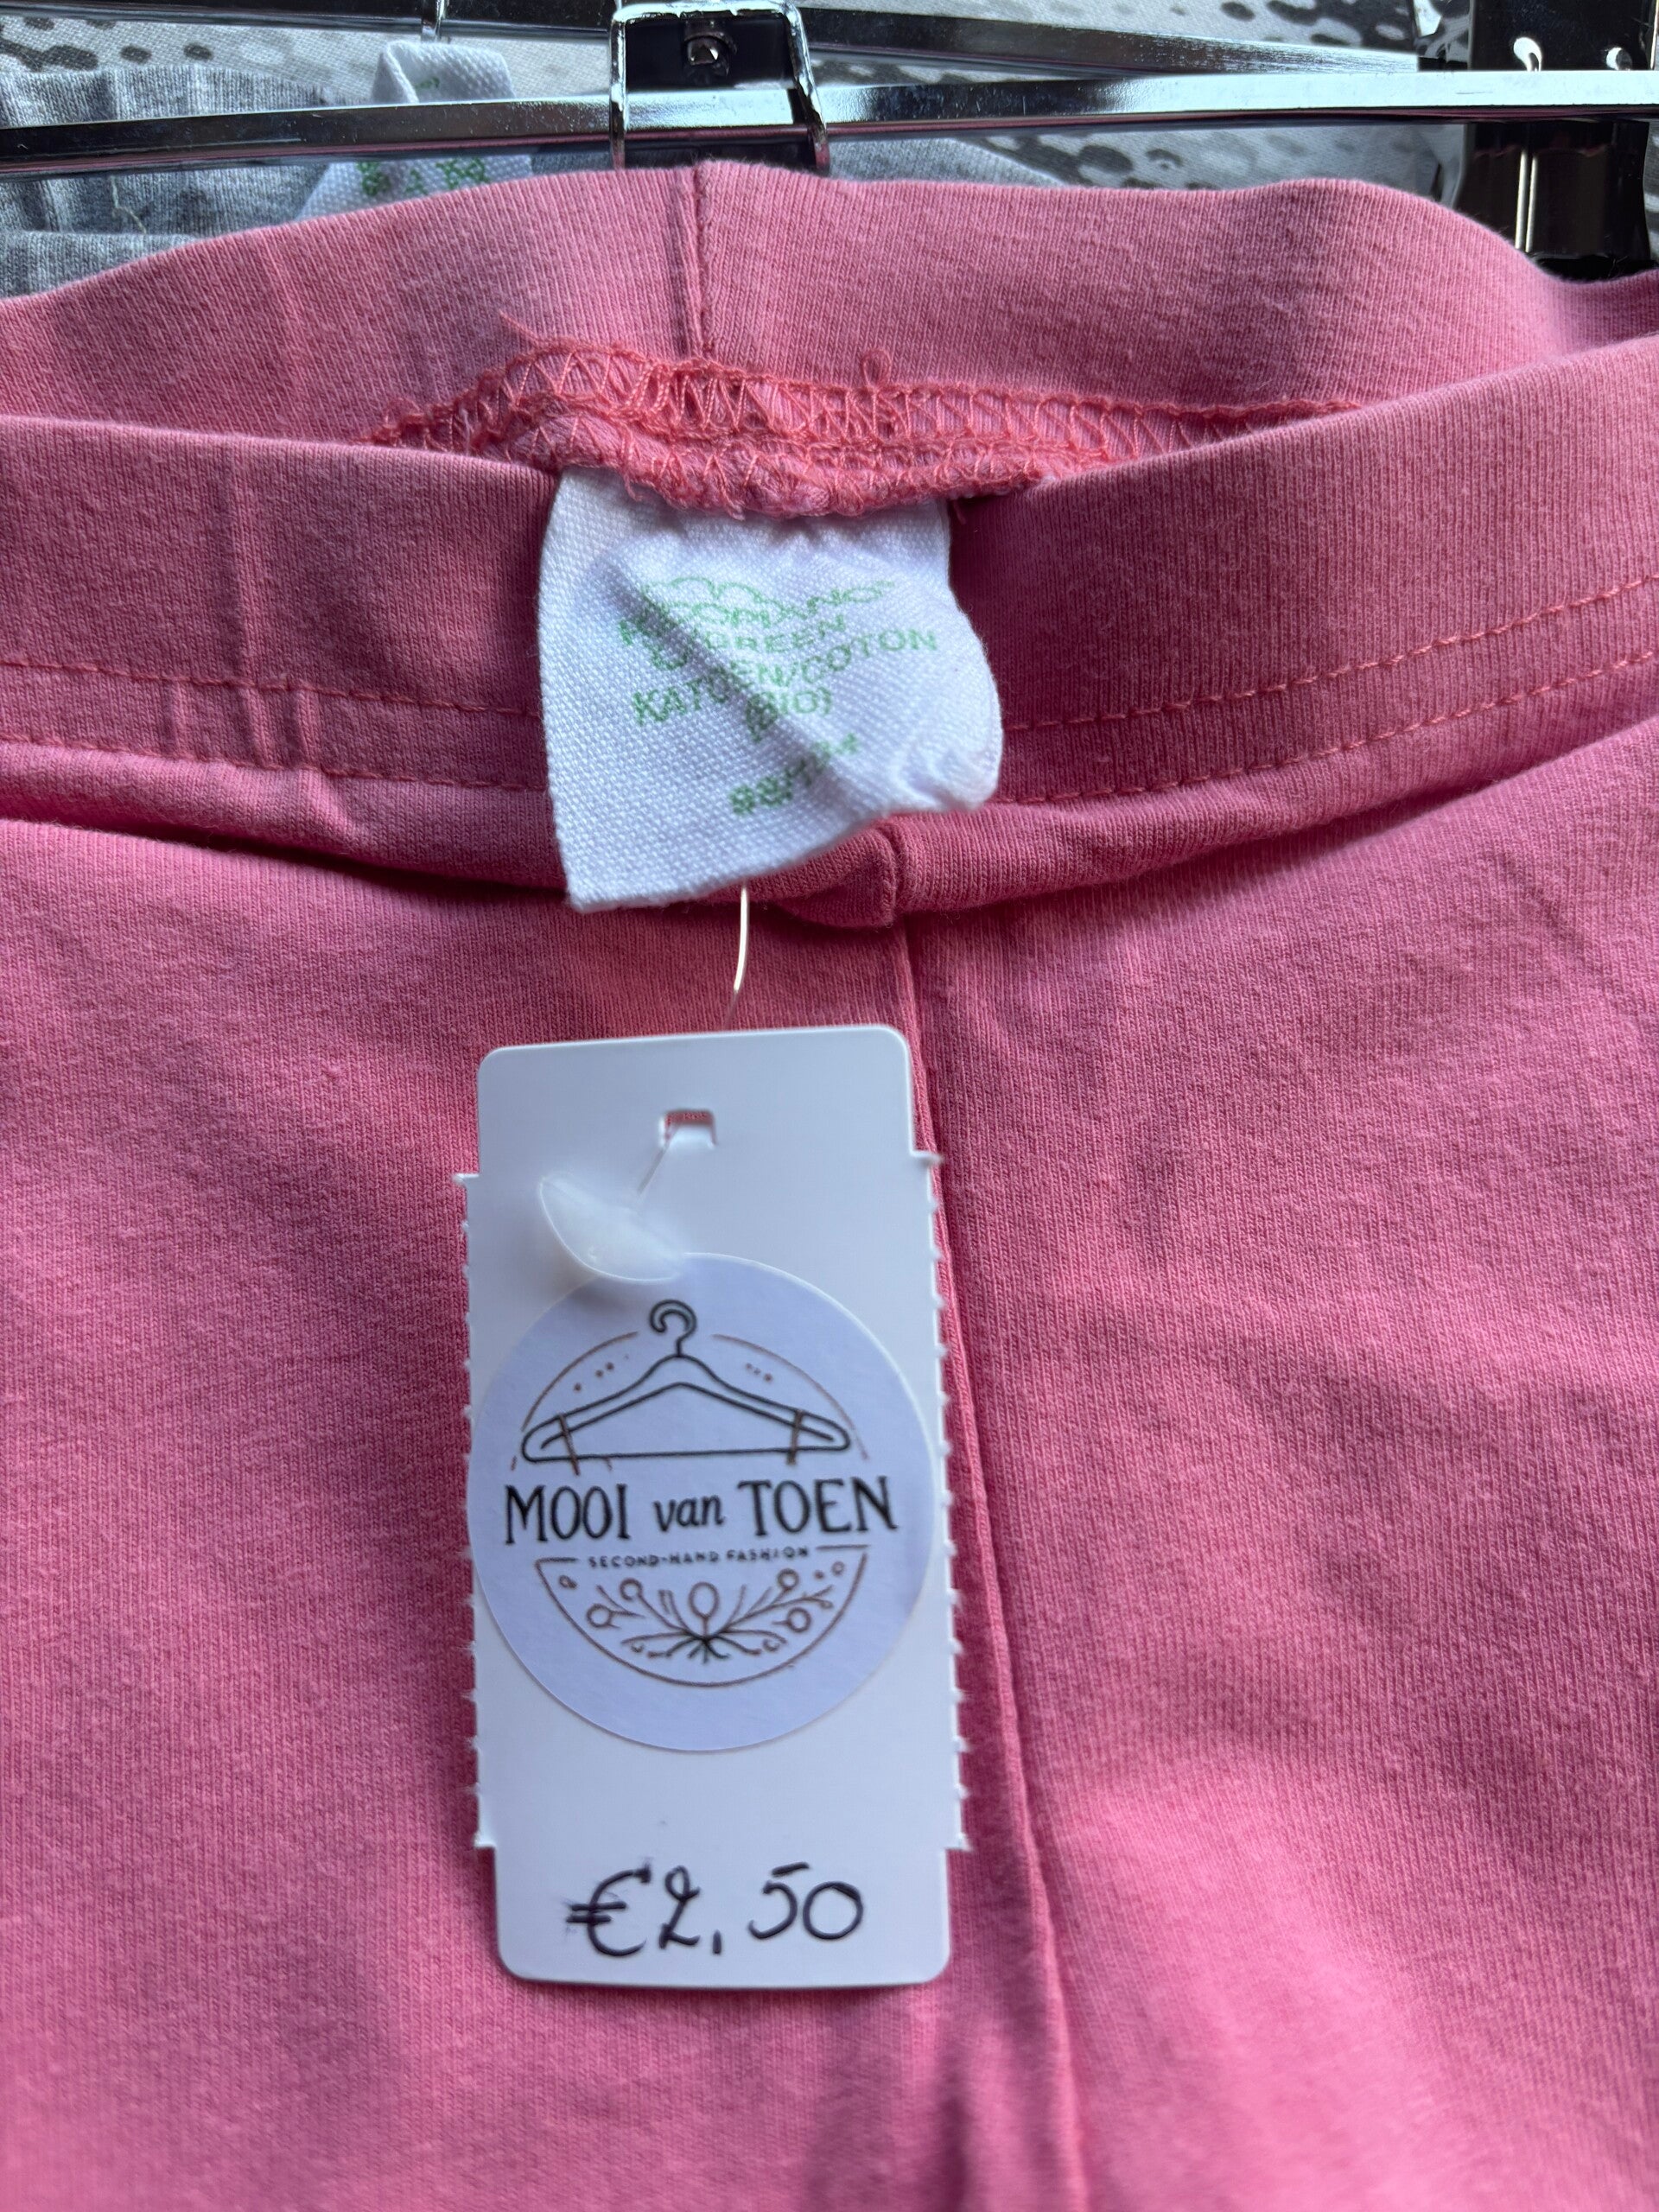 GREEN
KATOEN/COTON
(BIO)
MOOI van TOEN
SECOND-HAND FASHION
€2,50